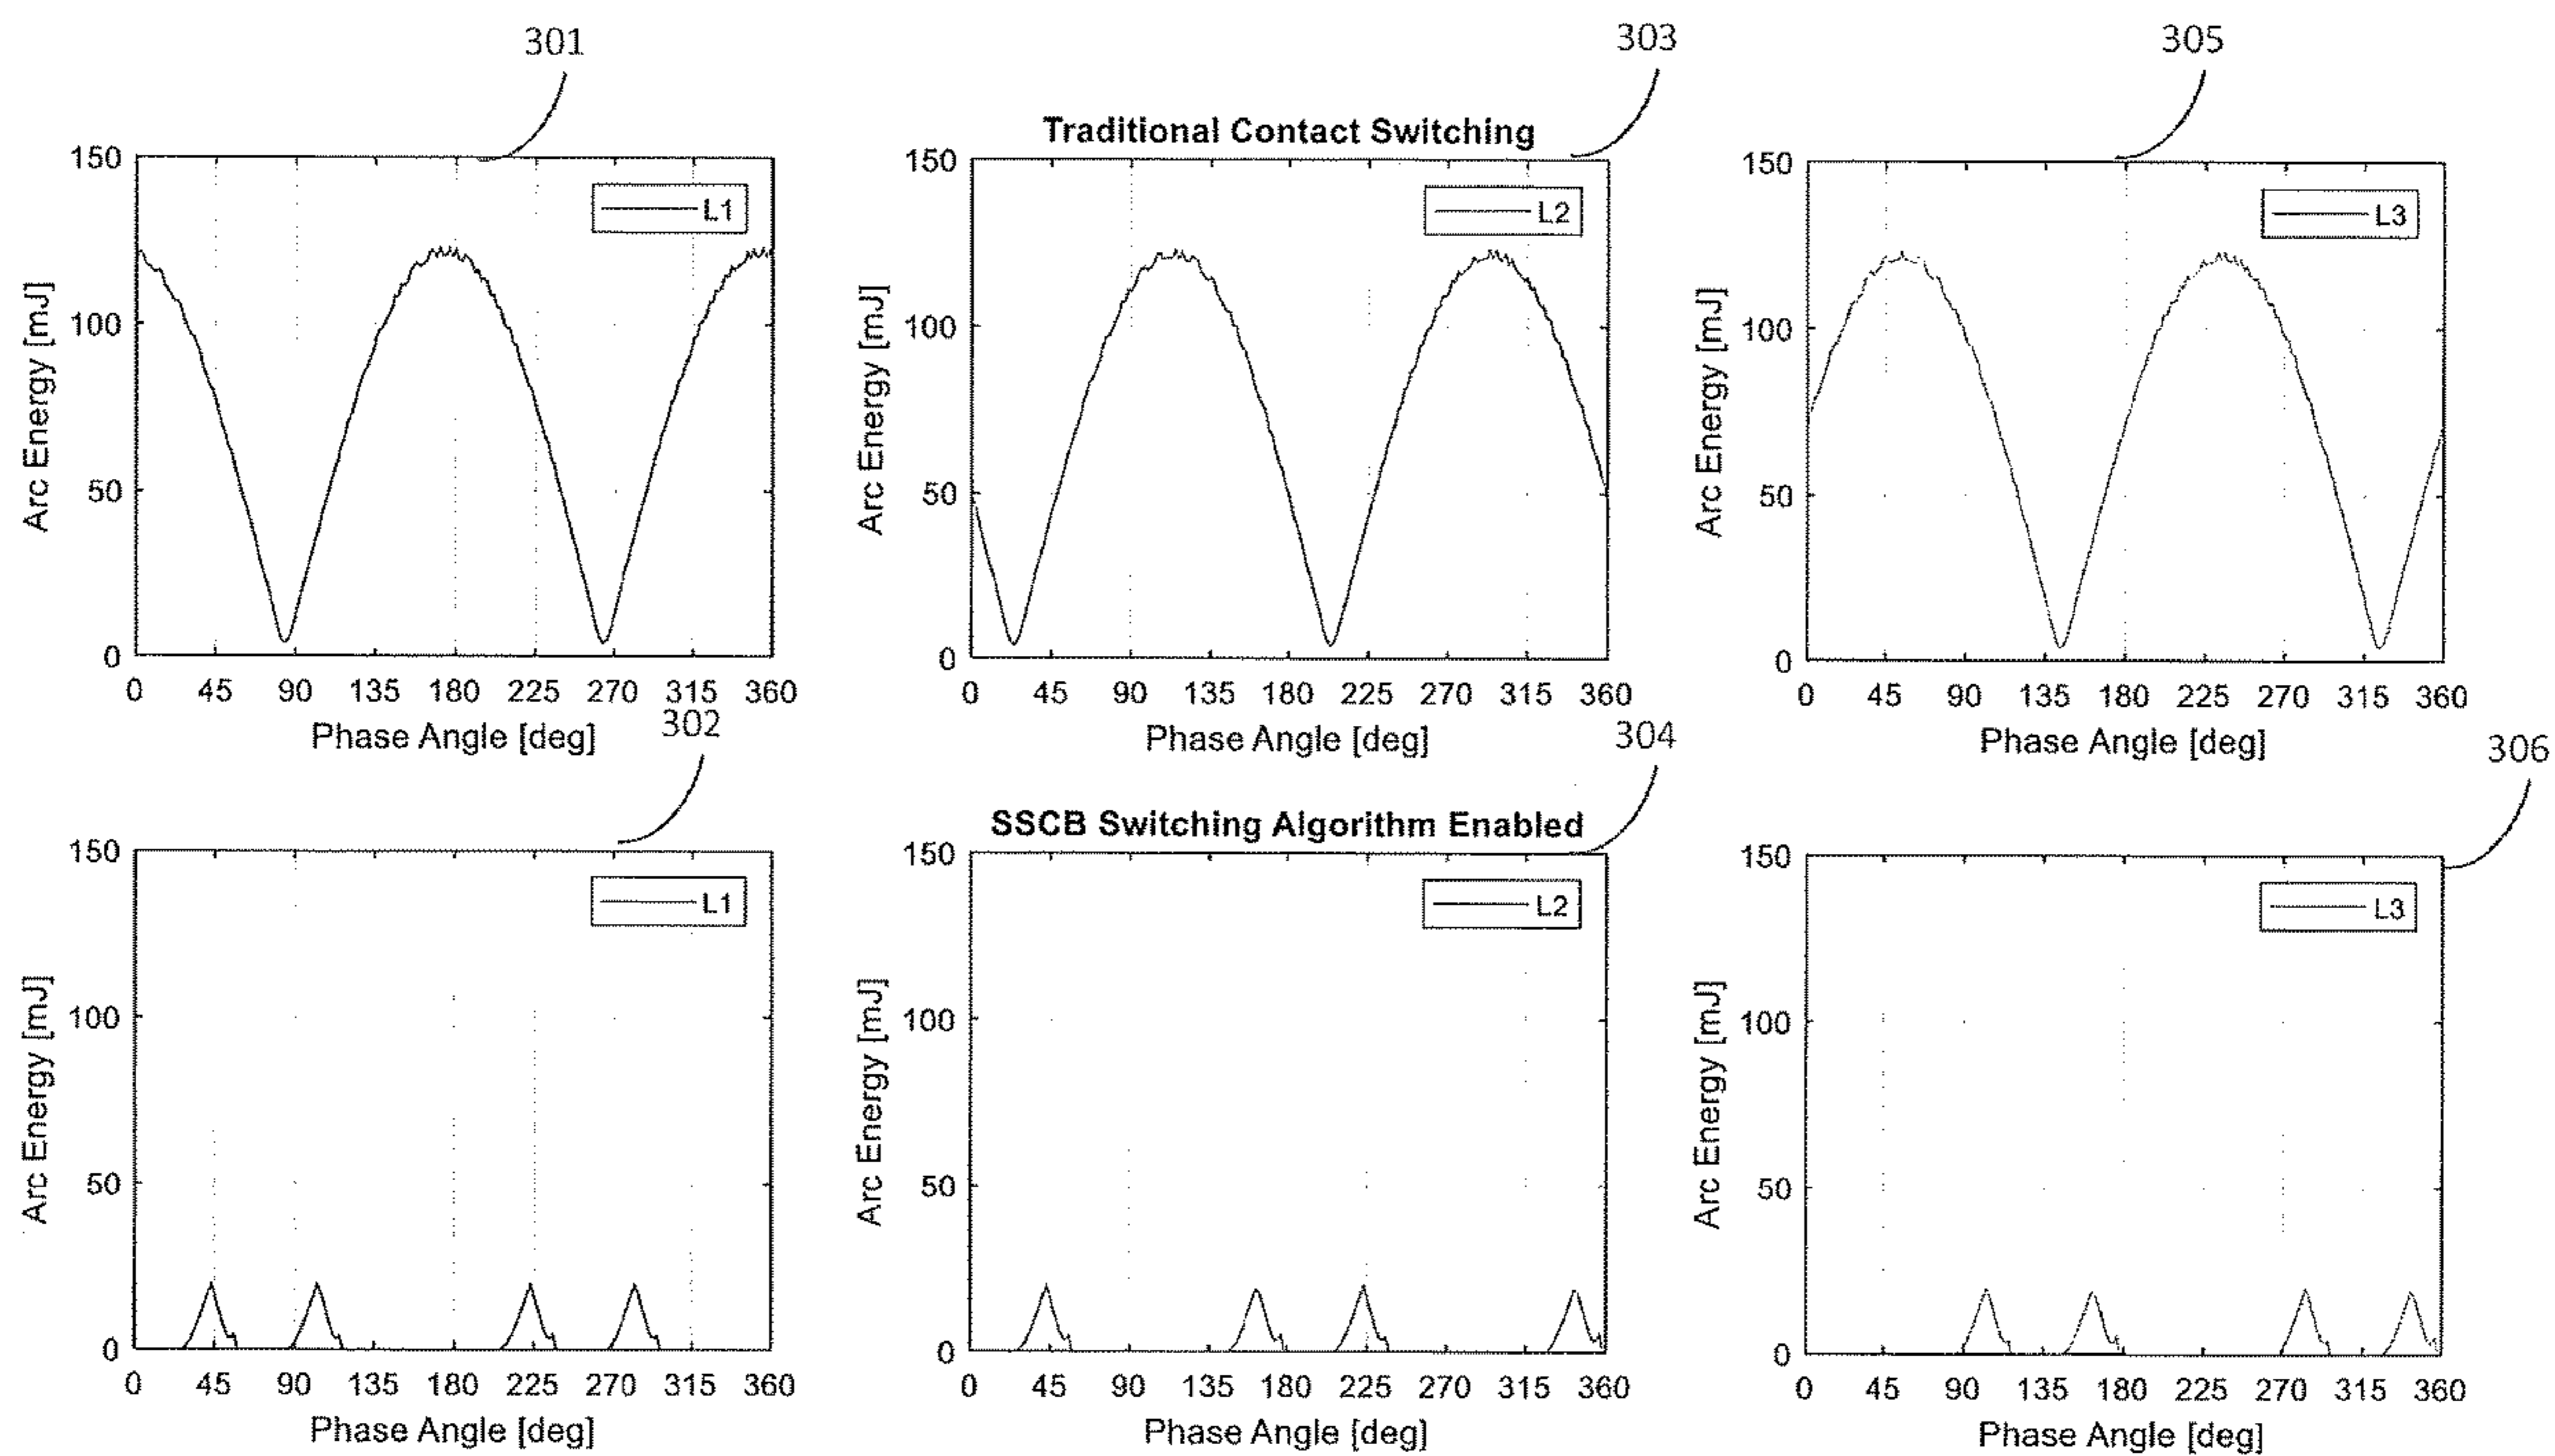 301
303
305
Traditional Contact Switching
150
100
50
0
Arc Energy [mJ]
L1
0 45 90 135 180 225 270 315 360
Phase Angle [deg]
150
100
50
0
Arc Energy [mJ]
L2
0 45 90 135 180 225 270 315 360
Phase Angle [deg]
150
100
50
0
Arc Energy [mJ]
L3
0 45 90 135 180 225 270 315 360
Phase Angle [deg]
302
304
306
SSCB Switching Algorithm Enabled
150
100
50
0
Arc Energy [mJ]
L1
0 45 90 135 180 225 270 315 360
Phase Angle [deg]
150
100
50
0
Arc Energy [mJ]
L2
0 45 90 135 180 225 270 315 360
Phase Angle [deg]
150
100
50
0
Arc Energy [mJ]
L3
0 45 90 135 180 225 270 315 360
Phase Angle [deg]